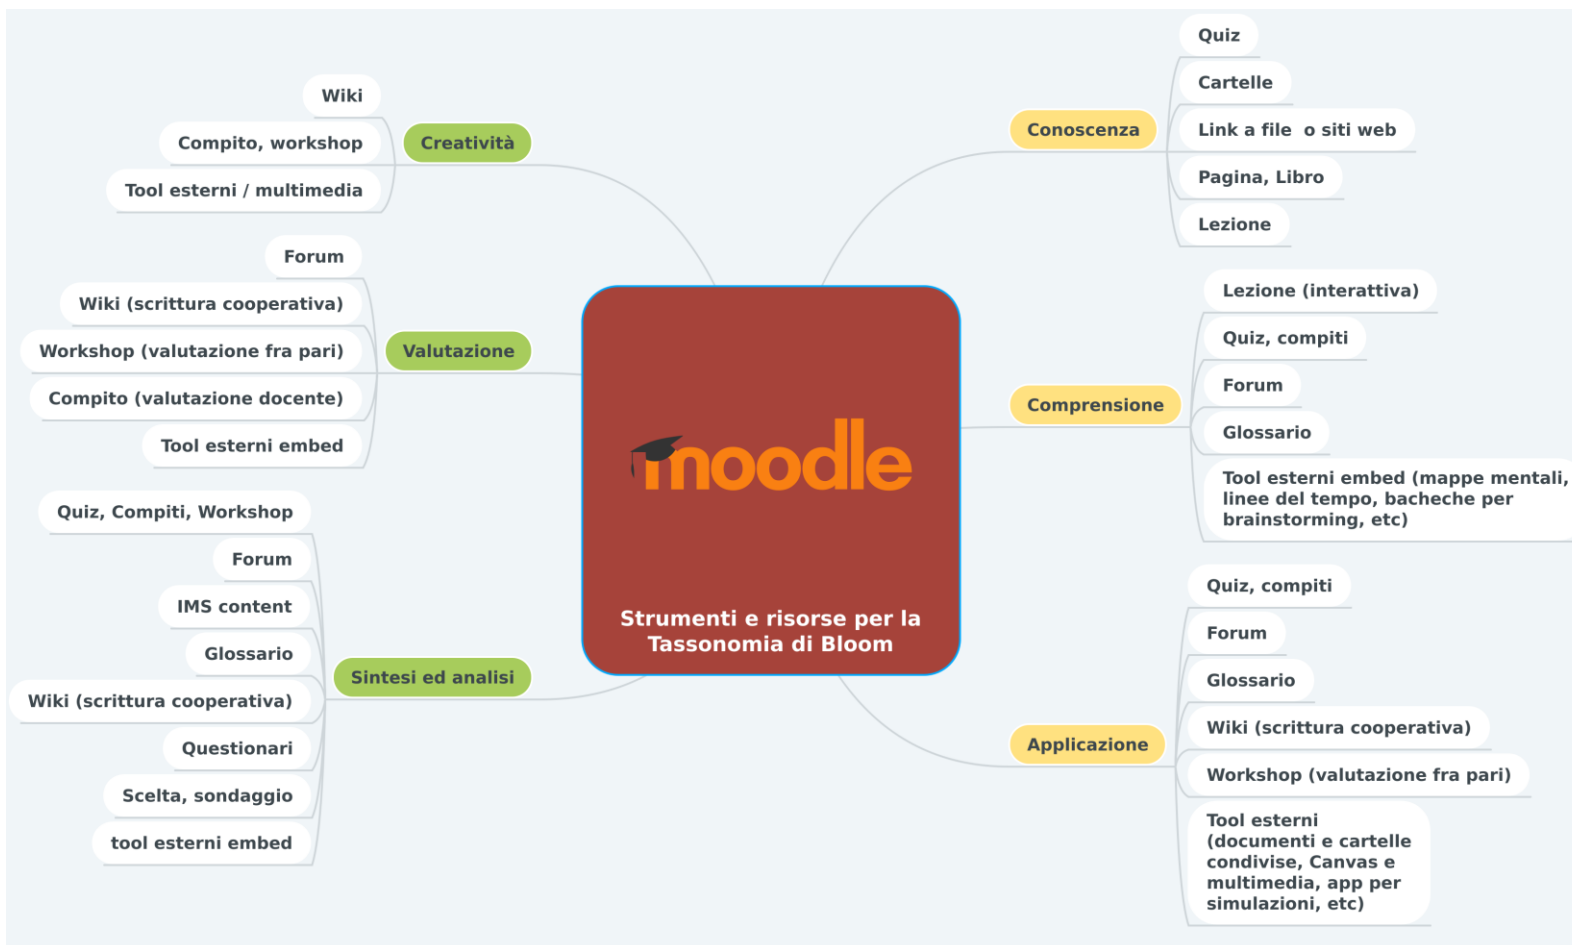 moodle
Strumenti e risorse per la
Tassonomia di Bloom
Conoscenza
Quiz
Cartelle
Link a file  o siti web
Pagina, Libro
Lezione
Comprensione
Lezione (interattiva)
Quiz, compiti
Forum
Glossario
Tool esterni embed (mappe mentali,
linee del tempo, bacheche per
brainstorming, etc)
Applicazione
Quiz, compiti
Forum
Glossario
Wiki (scrittura cooperativa)
Workshop (valutazione fra pari)
Tool esterni
(documenti e cartelle
condivise, Canvas e
multimedia, app per
simulazioni, etc)
Creatività
Wiki
Compito, workshop
Tool esterni / multimedia
Valutazione
Forum
Wiki (scrittura cooperativa)
Workshop (valutazione fra pari)
Compito (valutazione docente)
Tool esterni embed
Sintesi ed analisi
Quiz, Compiti, Workshop
Forum
IMS content
Glossario
Wiki (scrittura cooperativa)
Questionari
Scelta, sondaggio
tool esterni embed